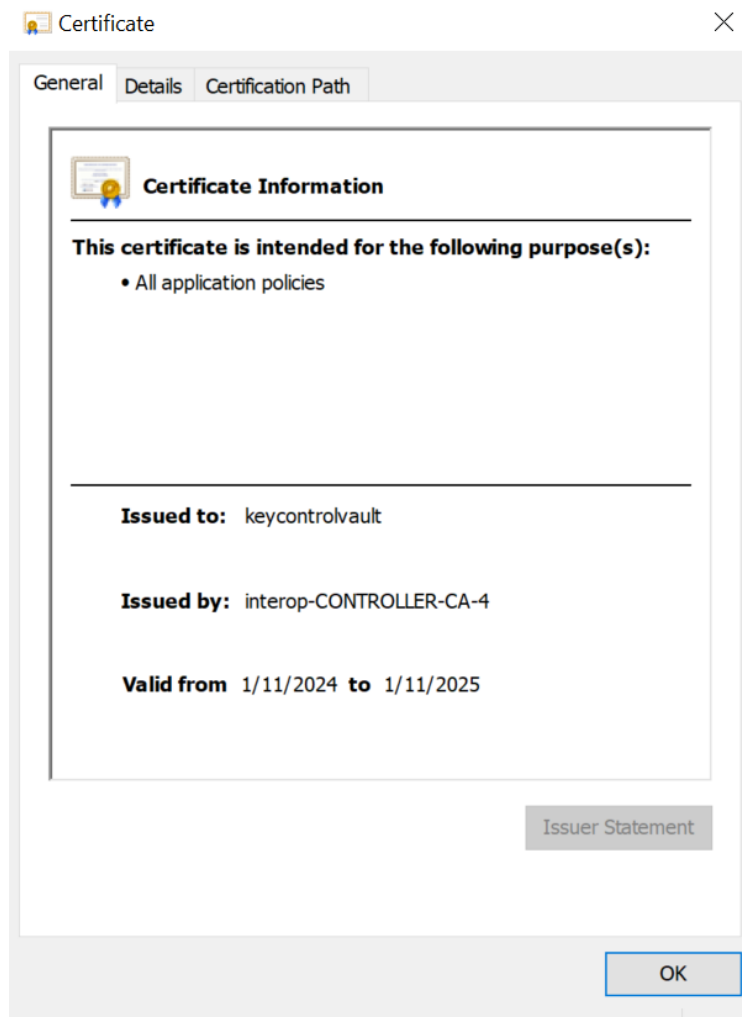 Certificate
General Details Certification Path
Certificate Information
This certificate is intended for the following purpose(s):
• All application policies
Issued to: keycontrolvault
Issued by: interop-CONTROLLER-CA-4
Valid from 1/11/2024 to 1/11/2025
Issuer Statement
OK